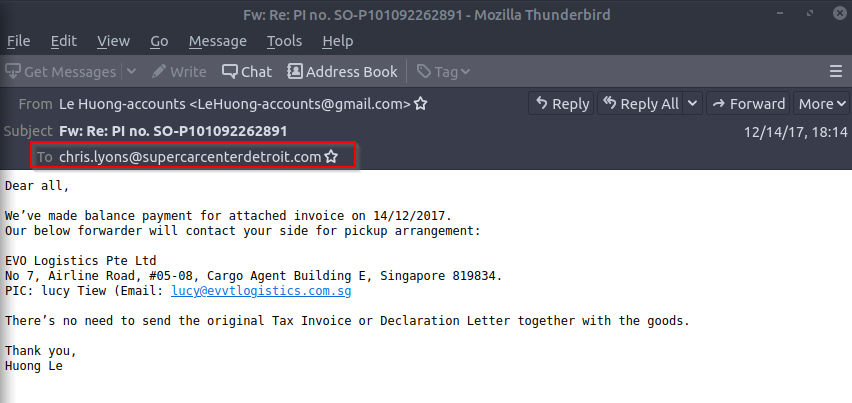 Fw: Re: PI no. SO-P101092262891 - Mozilla Thunderbird
File Edit View Go Message Tools Help
Get Messages Write Chat Address Book Tag
From Le Huong-accounts <LeHuong-accounts@gmail.com> Reply Reply All Forward More
Subject Fw: Re: PI no. SO-P101092262891 12/14/17, 18:14
To chris.lyons@supercarcenterdetroit.com
Dear all,
We've made balance payment for attached invoice on 14/12/2017.
Our below forwarder will contact your side for pickup arrangement:
EVO Logistics Pte Ltd
No 7, Airline Road, #05-08, Cargo Agent Building E, Singapore 819834.
PIC: lucy Tiew (Email: lucy@evvtlogistics.com.sg
There's no need to send the original Tax Invoice or Declaration Letter together with the goods.
Thank you,
Huong Le